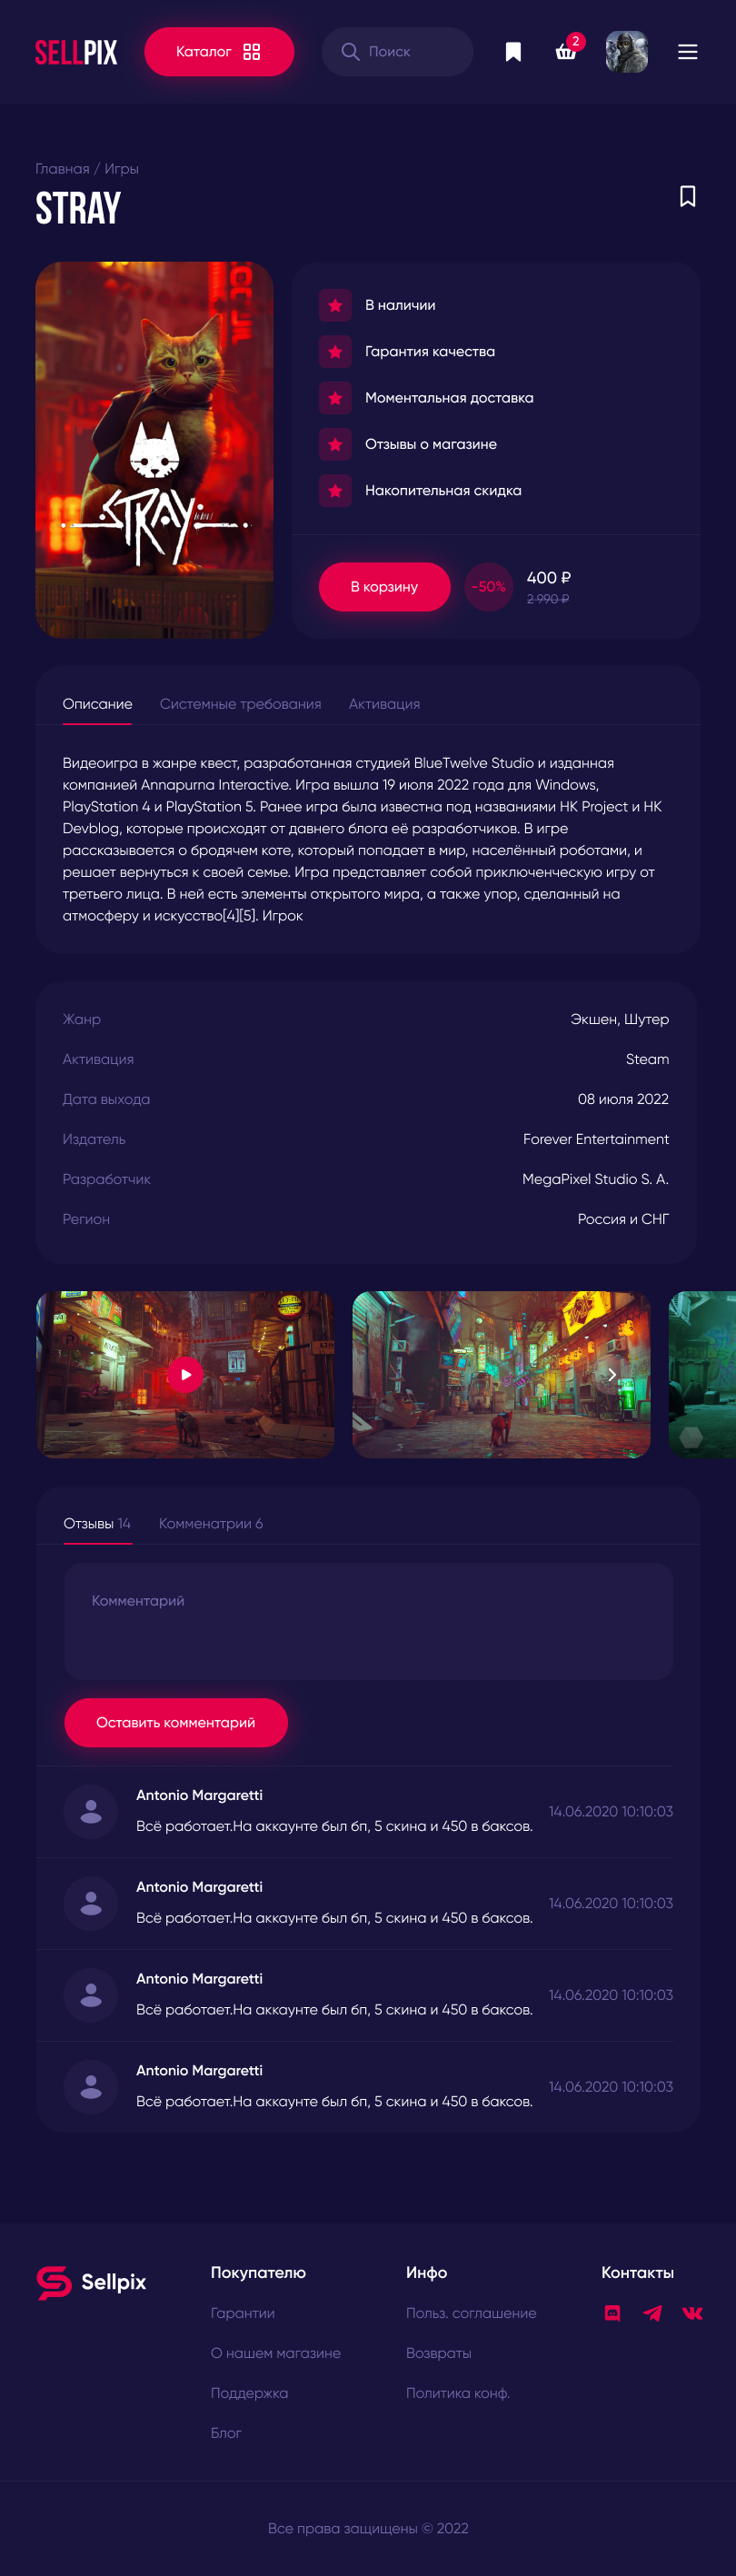 SELLPIX
Каталог
Поиск
2
Главная / Игры
STRAY
STRAY
В наличии
Гарантия качества
Моментальная доставка
Отзывы о магазине
Накопительная скидка
В корзину
-50%
400 ₽
2 990 ₽
Описание
Системные требования
Активация
Видеоигра в жанре квест, разработанная студией BlueTwelve Studio и изданная
компанией Annapurna Interactive. Игра вышла 19 июля 2022 года для Windows,
PlayStation 4 и PlayStation 5. Ранее игра была известна под названиями HK Project и HK
Devblog, которые происходят от давнего блога её разработчиков. В игре
рассказывается о бродячем коте, который попадает в мир, населённый роботами, и
решает вернуться к своей семье. Игра представляет собой приключенческую игру от
третьего лица. В ней есть элементы открытого мира, а также упор, сделанный на
атмосферу и искусство[4][5]. Игрок
Жанр
Экшен, Шутер
Активация
Steam
Дата выхода
08 июля 2022
Издатель
Forever Entertainment
Разработчик
MegaPixel Studio S. A.
Регион
Россия и СНГ
Отзывы 14
Комменатрии 6
Комментарий
Оставить комментарий
Antonio Margaretti
Всё работает.На аккаунте был бп, 5 скина и 450 в баксов.
14.06.2020 10:10:03
Antonio Margaretti
Всё работает.На аккаунте был бп, 5 скина и 450 в баксов.
14.06.2020 10:10:03
Antonio Margaretti
Всё работает.На аккаунте был бп, 5 скина и 450 в баксов.
14.06.2020 10:10:03
Antonio Margaretti
Всё работает.На аккаунте был бп, 5 скина и 450 в баксов.
14.06.2020 10:10:03
Sellpix
Покупателю
Гарантии
О нашем магазине
Поддержка
Блог
Инфо
Польз. соглашение
Возвраты
Политика конф.
Контакты
Все права защищены © 2022